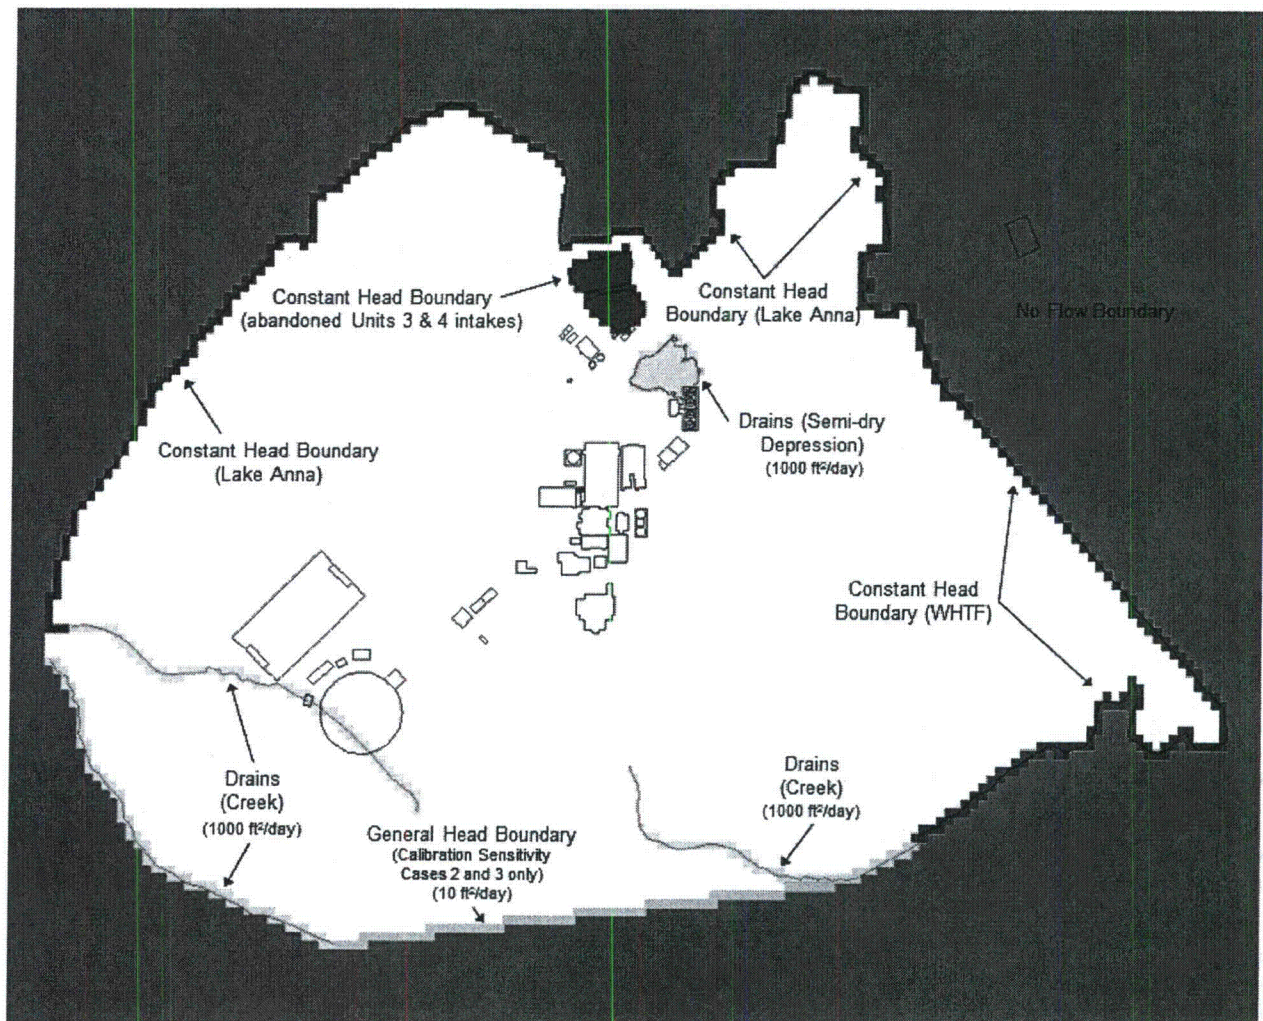 Constant Head Boundary
(abandoned Units 3 & 4 intakes)
Constant Head
Boundary (Lake Anna)
No Flow Boundary
Constant Head Boundary
(Lake Anna)
Drains (Semi-dry
Depression)
(1000 ft²/day)
Constant Head
Boundary (WHTF)
Drains
(Creek)
(1000 ft²/day)
General Head Boundary
(Calibration Sensitivity
Cases 2 and 3 only)
(10 ft²/day)
Drains
(Creek)
(1000 ft²/day)